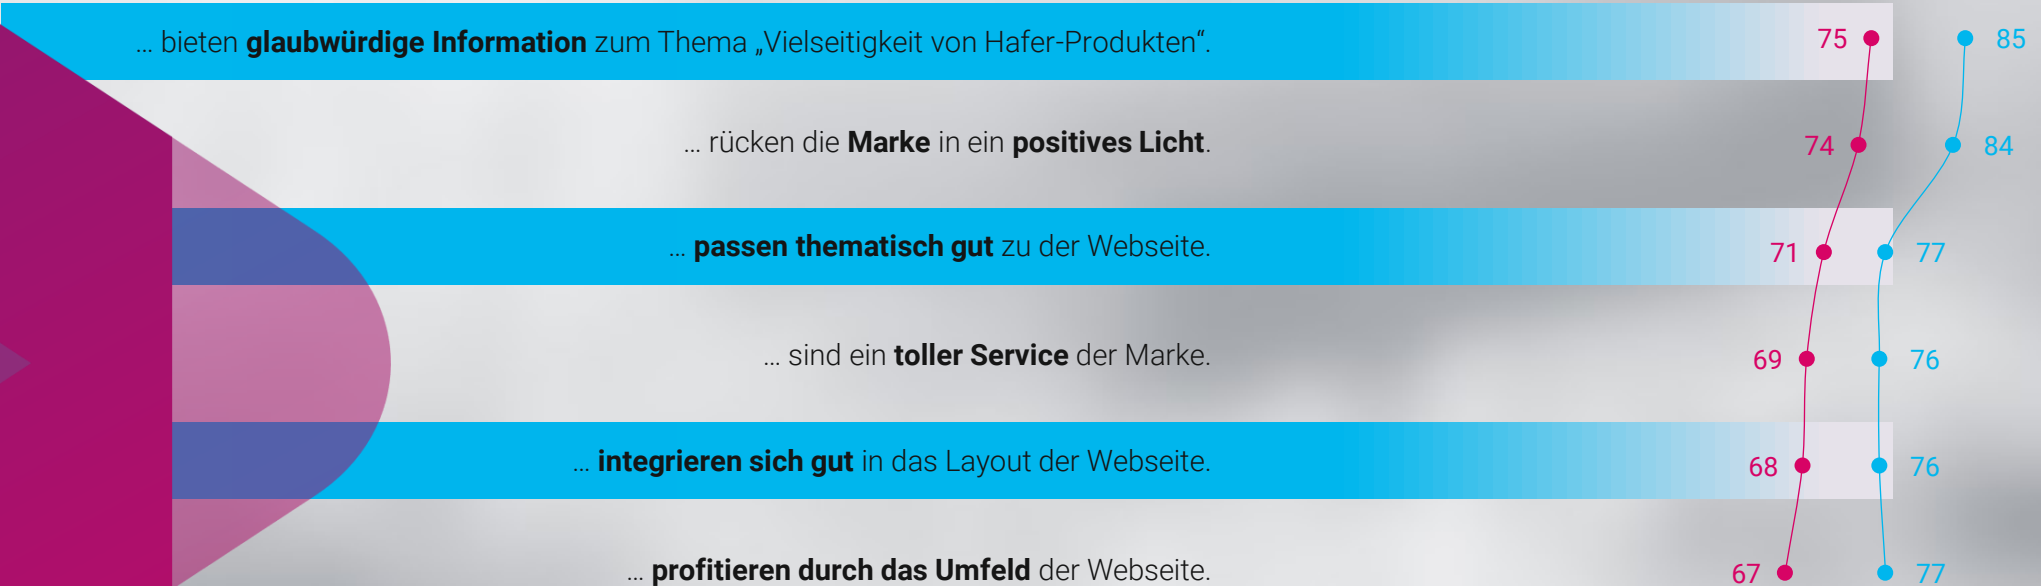 … bieten glaubwürdige Information zum Thema „Vielseitigkeit von Hafer-Produkten“. 75 85
… rücken die Marke in ein positives Licht. 74 84
… passen thematisch gut zu der Webseite. 71 77
… sind ein toller Service der Marke. 69 76
… integrieren sich gut in das Layout der Webseite. 68 76
… profitieren durch das Umfeld der Webseite. 67 77